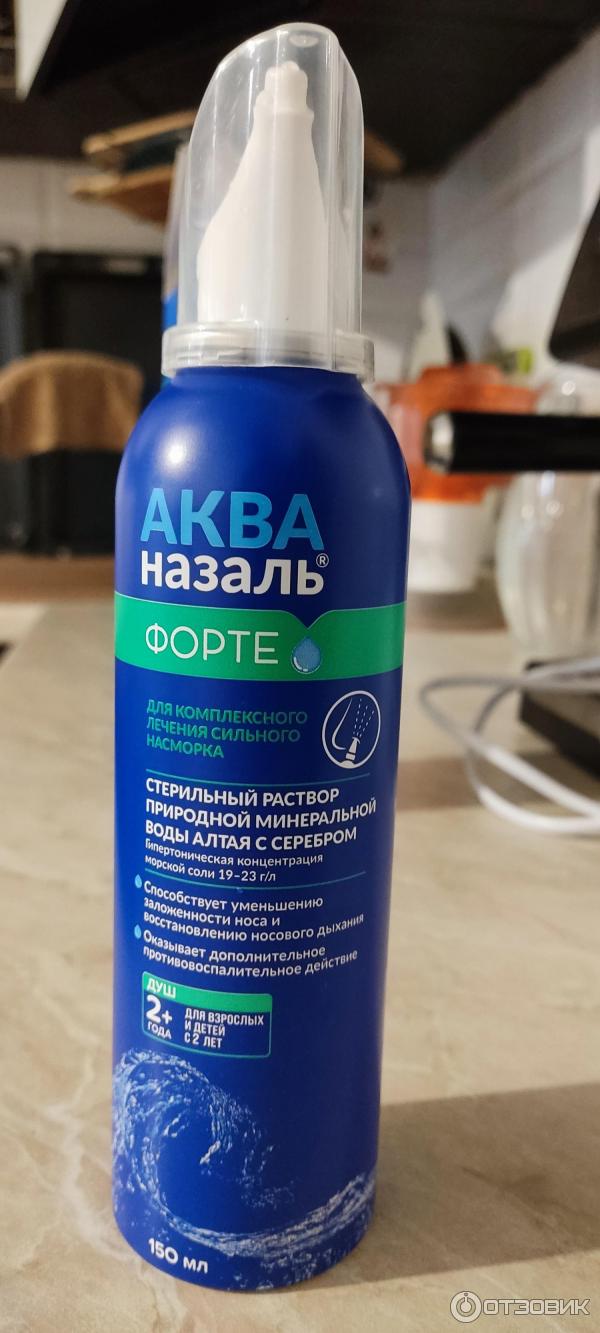 АКВА
назаль®
ФОРТЕ
ДЛЯ КОМПЛЕКСНОГО
ЛЕЧЕНИЯ СИЛЬНОГО
НАСМОРКА
СТЕРИЛЬНЫЙ РАСТВОР
ПРИРОДНОЙ МИНЕРАЛЬНОЙ
ВОДЫ АЛТАЯ С СЕРЕБРОМ
Гипертоническая концентрация
морской соли 19–23 г/л
Способствует уменьшению
заложенности носа и
восстановлению носового дыхания
Оказывает дополнительное
противовоспалительное действие
ДУШ
2+
ГОДА
ДЛЯ ВЗРОСЛЫХ
И ДЕТЕЙ
С 2 ЛЕТ
150 мл
ОТЗОВИК